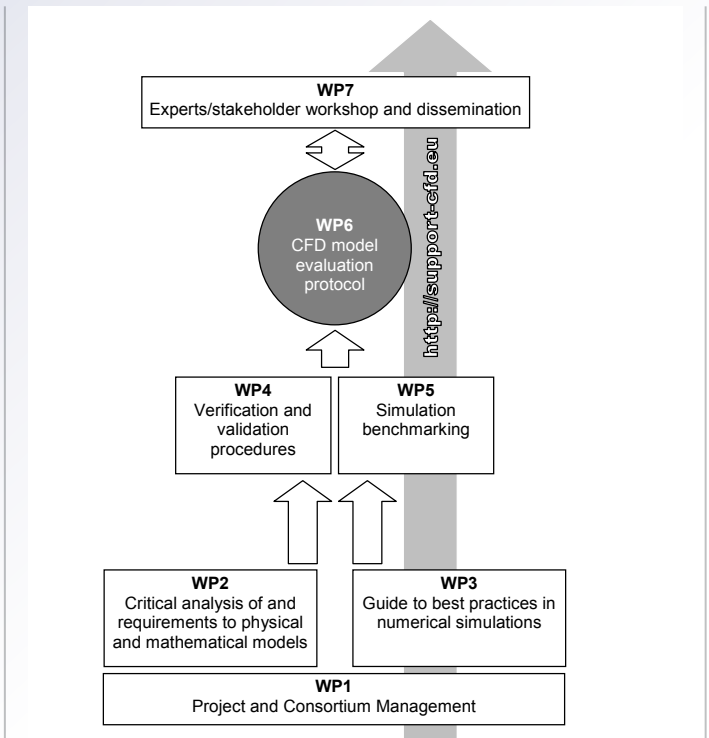 WP7
Experts/stakeholder workshop and dissemination
http://support-cfd.eu
WP6
CFD model
evaluation
protocol
WP4
Verification and
validation
procedures
WP5
Simulation
benchmarking
WP2
Critical analysis of and
requirements to physical
and mathematical models
WP3
Guide to best practices in
numerical simulations
WP1
Project and Consortium Management